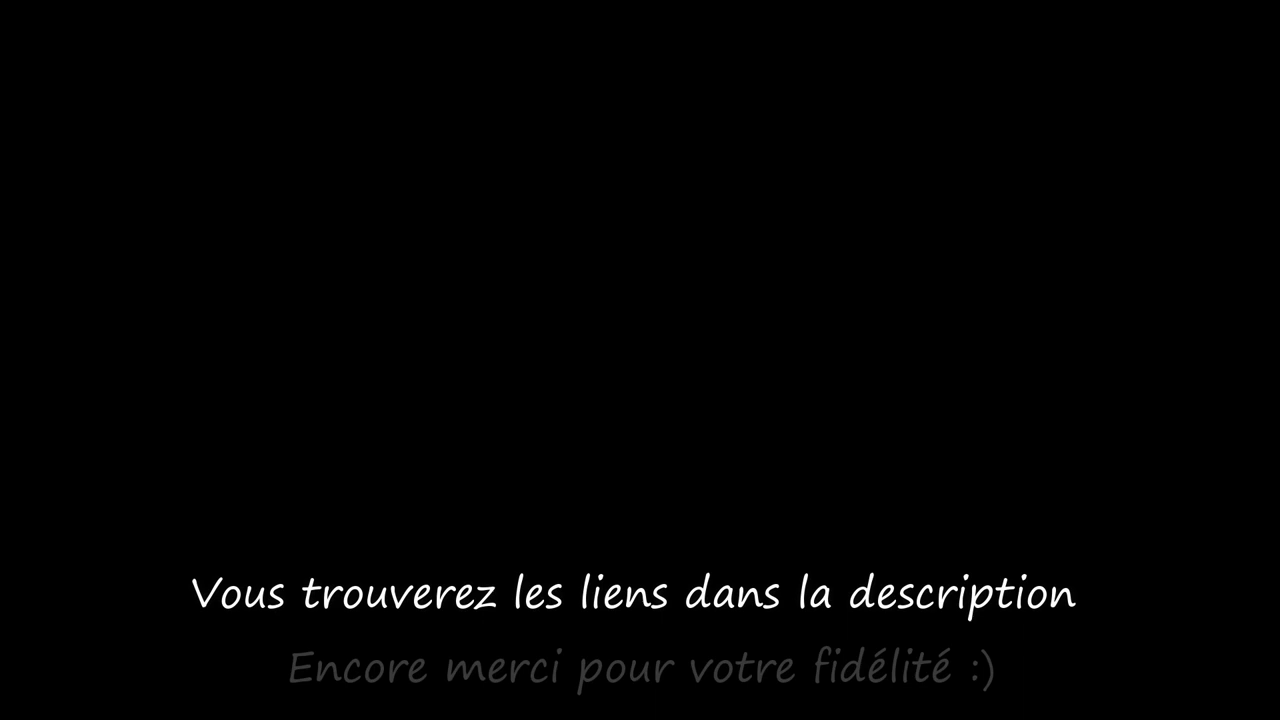 Vous trouverez les liens dans la description
Encore merci pour votre fidélité :)